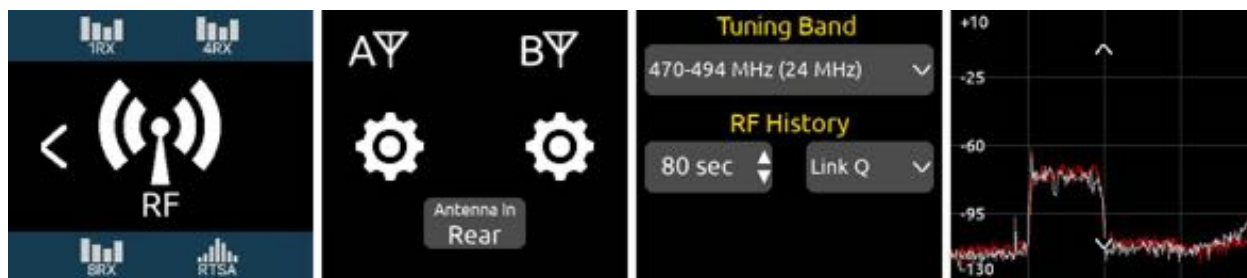 1RX 4RX
RF
8RX RTSA
A B
Antenna In
Rear
Tuning Band
470-494 MHz (24 MHz)
RF History
80 sec Link Q
+10
-25
-60
-95
-130